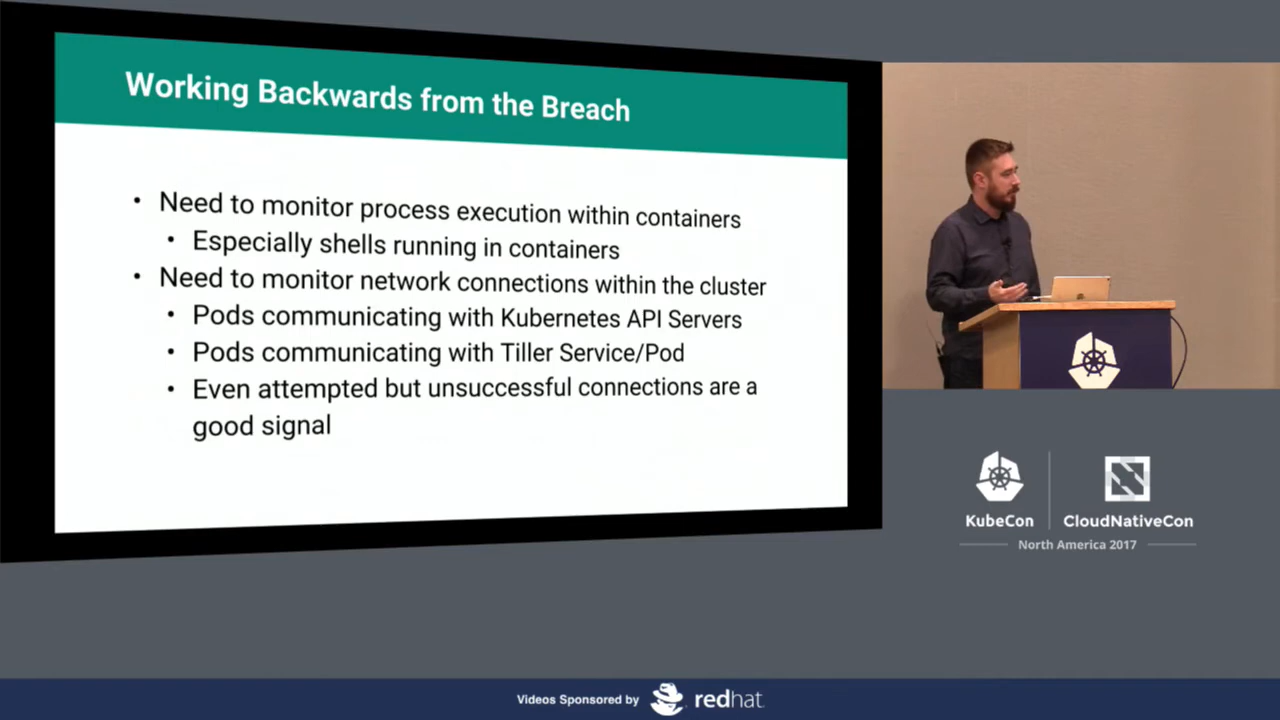 Working Backwards from the Breach
• Need to monitor process execution within containers
• Especially shells running in containers
• Need to monitor network connections within the cluster
• Pods communicating with Kubernetes API Servers
• Pods communicating with Tiller Service/Pod
• Even attempted but unsuccessful connections are a
good signal
KubeCon
CloudNativeCon
North America 2017
Videos Sponsored by
redhat